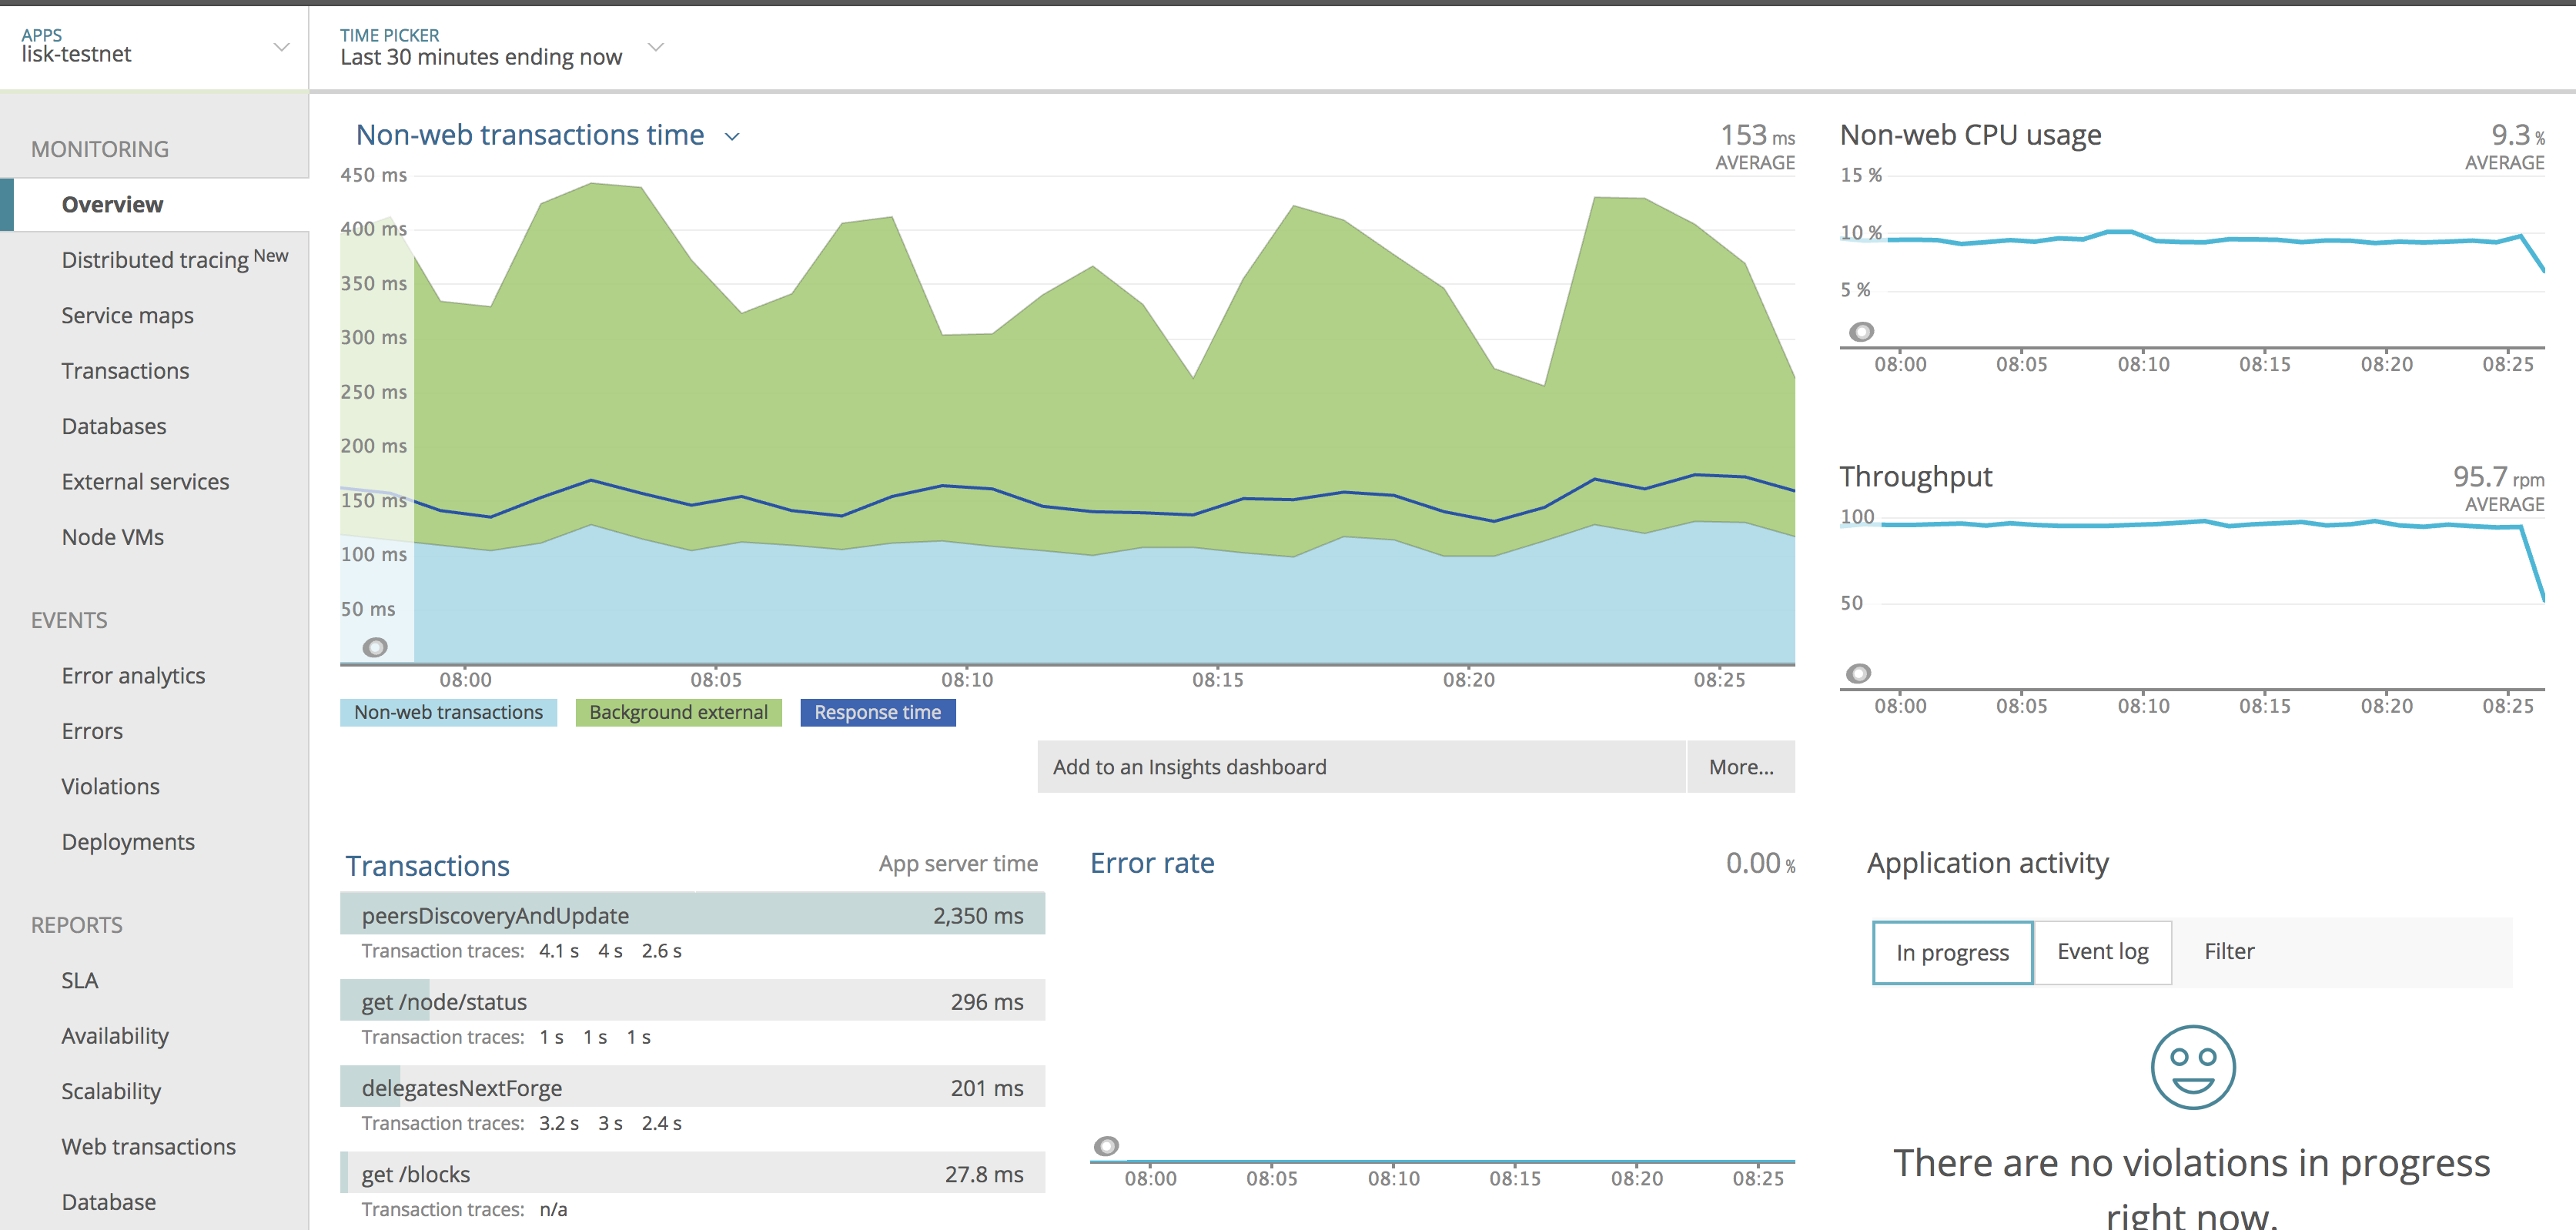 APPS
lisk-testnet
TIME PICKER
Last 30 minutes ending now
MONITORING
Overview
Distributed tracing New
Service maps
Transactions
Databases
External services
Node VMs
EVENTS
Error analytics
Errors
Violations
Deployments
REPORTS
SLA
Availability
Scalability
Web transactions
Database
Non-web transactions time
153 ms
AVERAGE
450 ms
400 ms
350 ms
300 ms
250 ms
200 ms
150 ms
100 ms
50 ms
08:00 08:05 08:10 08:15 08:20 08:25
Non-web transactions Background external Response time
Add to an Insights dashboard More...
Non-web CPU usage
9.3 %
AVERAGE
15 %
10 %
5 %
08:00 08:05 08:10 08:15 08:20 08:25
Throughput
95.7 rpm
AVERAGE
100
50
08:00 08:05 08:10 08:15 08:20 08:25
Transactions App server time
peersDiscoveryAndUpdate 2,350 ms
Transaction traces: 4.1 s 4 s 2.6 s
get /node/status 296 ms
Transaction traces: 1 s 1 s 1 s
delegatesNextForge 201 ms
Transaction traces: 3.2 s 3 s 2.4 s
get /blocks 27.8 ms
Transaction traces: n/a
Error rate 0.00 %
08:00 08:05 08:10 08:15 08:20 08:25
Application activity
In progress Event log Filter
There are no violations in progress
right now.